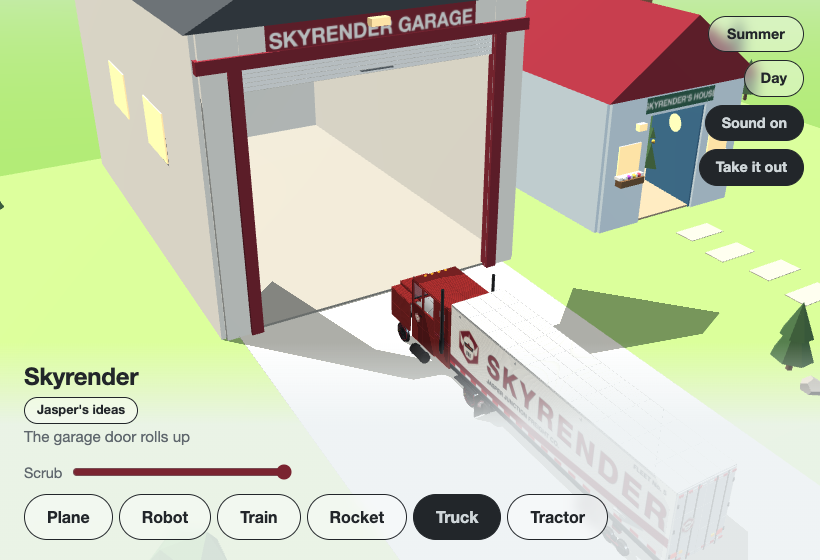 SKYRENDER GARAGE
SKYRENDER'S HOUSE
Summer
Day
Sound on
Take it out
SKYRENDER
Skyrender
Jasper's ideas
The garage door rolls up
Scrub
Plane
Robot
Train
Rocket
Truck
Tractor